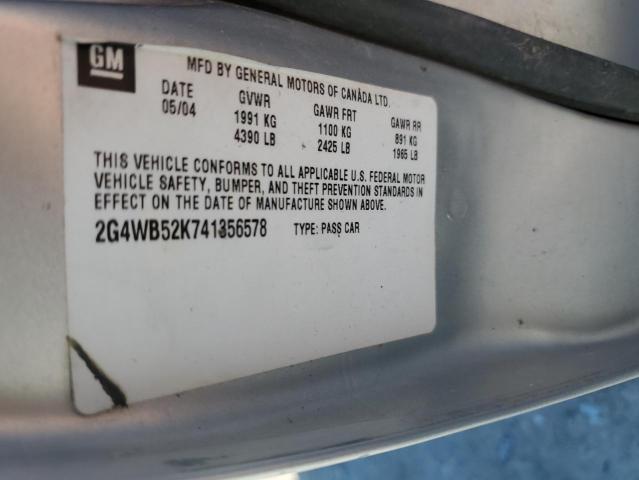 GM
MFD BY GENERAL MOTORS OF CANADA LTD.
DATE GVWR GAWR FRT GAWR RR
05/04 1991 KG 1100 KG 891 KG
4390 LB 2425 LB 1965 LB
THIS VEHICLE CONFORMS TO ALL APPLICABLE U.S. FEDERAL MOTOR
VEHICLE SAFETY, BUMPER, AND THEFT PREVENTION STANDARDS IN
EFFECT ON THE DATE OF MANUFACTURE SHOWN ABOVE.
2G4WB52K741356578 TYPE: PASS CAR